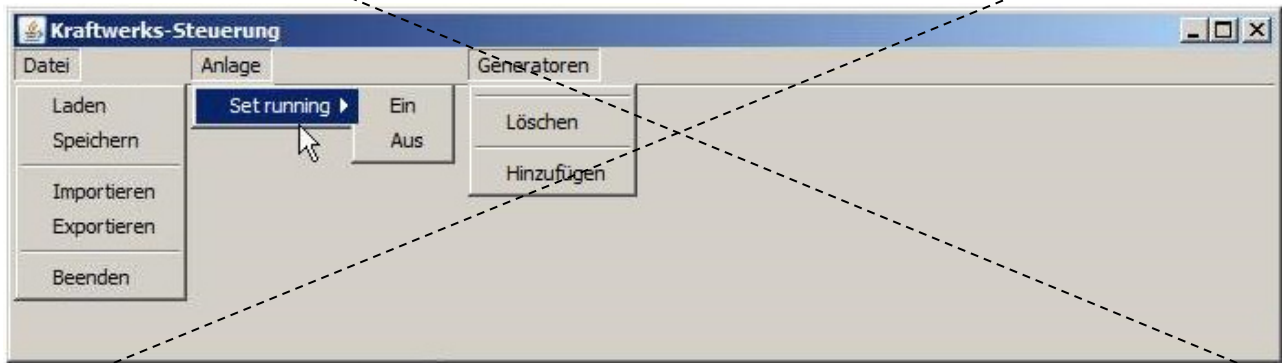 Kraftwerks-Steuerung
Datei Anlage Generatoren
Laden
Speichern
Importieren
Exportieren
Beenden
Set running
Ein
Aus
Löschen
Hinzufügen